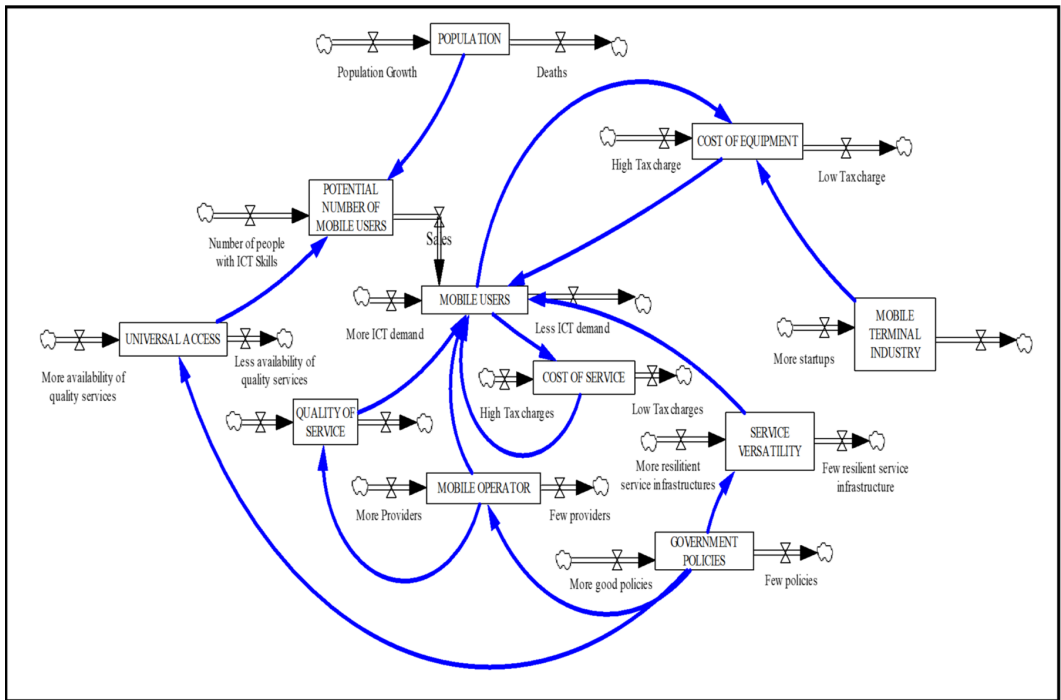 POPULATION
Population Growth
Deaths
COST OF EQUIPMENT
High Tax charge
Low Tax charge
POTENTIAL
NUMBER OF
MOBILE USERS
Number of people
with ICT Skills
Sales
MOBILE USERS
More ICT demand
Less ICT demand
MOBILE
TERMINAL
INDUSTRY
More startups
UNIVERSAL ACCESS
More availability of
quality services
Less availability of
quality services
COST OF SERVICE
High Tax charges
Low Tax charges
QUALITY OF
SERVICE
SERVICE
VERSATILITY
More resilitient
service infrastructures
Few resilient service
infrastructure
MOBILE OPERATOR
More Providers
Few providers
GOVERNMENT
POLICIES
More good policies
Few policies